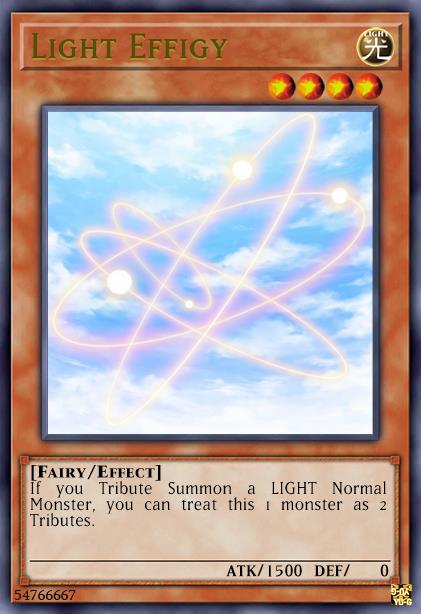 Light Effigy
LIGHT
光
[Fairy/Effect]
If you Tribute Summon a LIGHT Normal
Monster, you can treat this 1 monster as 2
Tributes.
ATK/1500 DEF/ 0
54766667